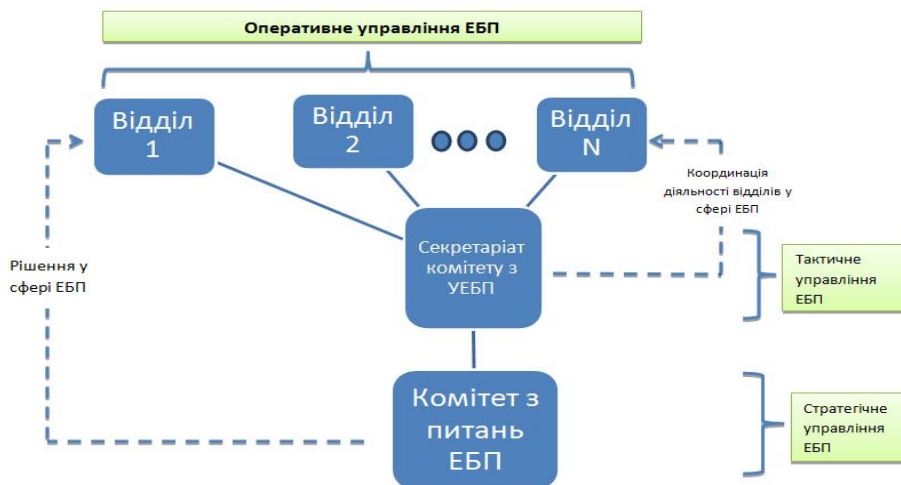 Оперативне управління ЕБП
Відділ
1
Відділ
2
Відділ
N
Координація
діяльності відділів у
сфері ЕБП
Секретаріат
комітету з
УЕБП
Рішення у
сфері ЕБП
Тактичне
управління
ЕБП
Комітет з
питань
ЕБП
Стратегічне
управління
ЕБП